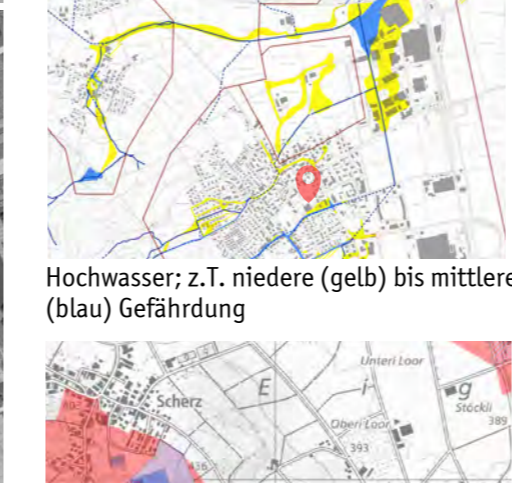 Hochwasser; z.T. niedere (gelb) bis mittlere
(blau) Gefährdung
Unteri Loor
Scherz
E
i
g
Stöckli
389
Oberi Loor
393